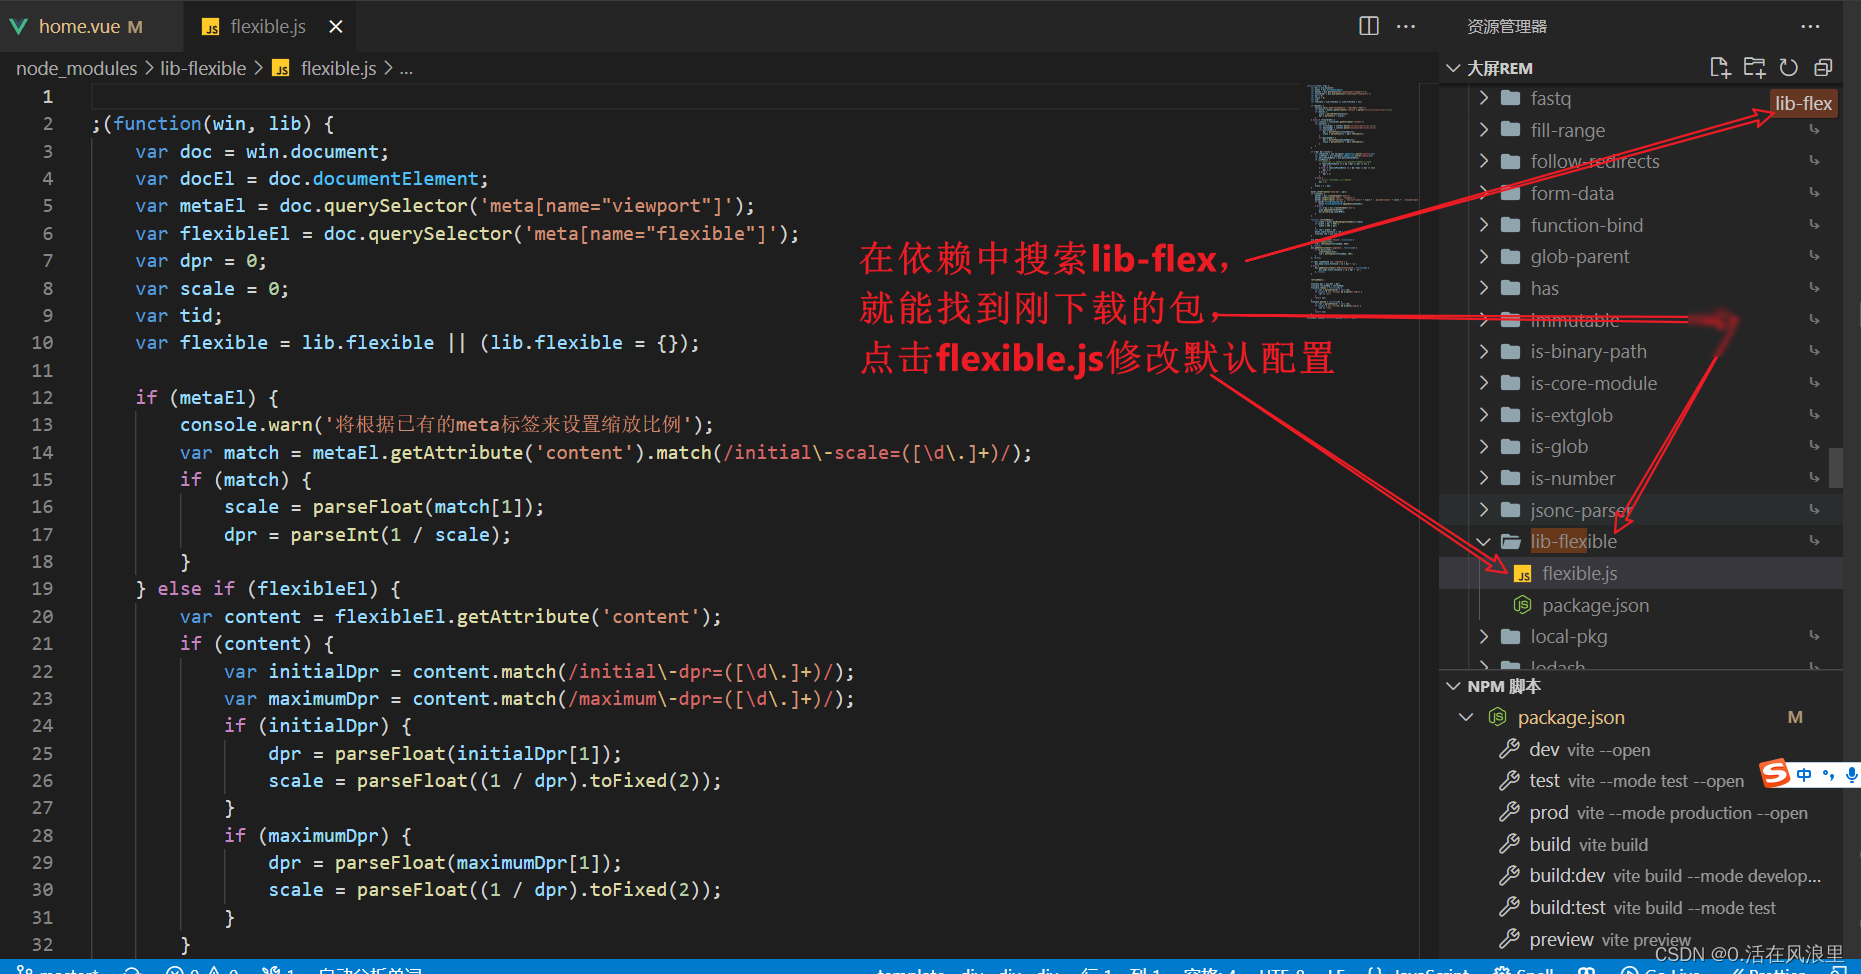 home.vue M
flexible.js
node_modules > lib-flexible > flexible.js > ...
1
2 ;(function(win, lib) {
3 var doc = win.document;
4 var docEl = doc.documentElement;
5 var metaEl = doc.querySelector('meta[name="viewport"]');
6 var flexibleEl = doc.querySelector('meta[name="flexible"]');
7 var dpr = 0;
8 var scale = 0;
9 var tid;
10 var flexible = lib.flexible || (lib.flexible = {});
11
12 if (metaEl) {
13 console.warn('将根据已有的meta标签来设置缩放比例');
14 var match = metaEl.getAttribute('content').match(/initial\-scale=([\d\.]+)/);
15 if (match) {
16 scale = parseFloat(match[1]);
17 dpr = parseInt(1 / scale);
18 }
19 } else if (flexibleEl) {
20 var content = flexibleEl.getAttribute('content');
21 if (content) {
22 var initialDpr = content.match(/initial\-dpr=([\d\.]+)/);
23 var maximumDpr = content.match(/maximum\-dpr=([\d\.]+)/);
24 if (initialDpr) {
25 dpr = parseFloat(initialDpr[1]);
26 scale = parseFloat((1 / dpr).toFixed(2));
27 }
28 if (maximumDpr) {
29 dpr = parseFloat(maximumDpr[1]);
30 scale = parseFloat((1 / dpr).toFixed(2));
31 }
32 }
在依赖中搜索lib-flex,
就能找到刚下载的包,
点击flexible.js修改默认配置
资源管理器
大屏REM
lib-flex
fastq
fill-range
follow-redirects
form-data
function-bind
glob-parent
has
immutable
is-binary-path
is-core-module
is-extglob
is-glob
is-number
jsonc-parser
lib-flexible
flexible.js
package.json
local-pkg
lodash
NPM 脚本
package.json M
dev vite --open
test vite --mode test --open
prod vite --mode production --open
build vite build
build:dev vite build --mode develop...
build:test vite build --mode test
preview vite preview
中
CSDN @0.活在风浪里